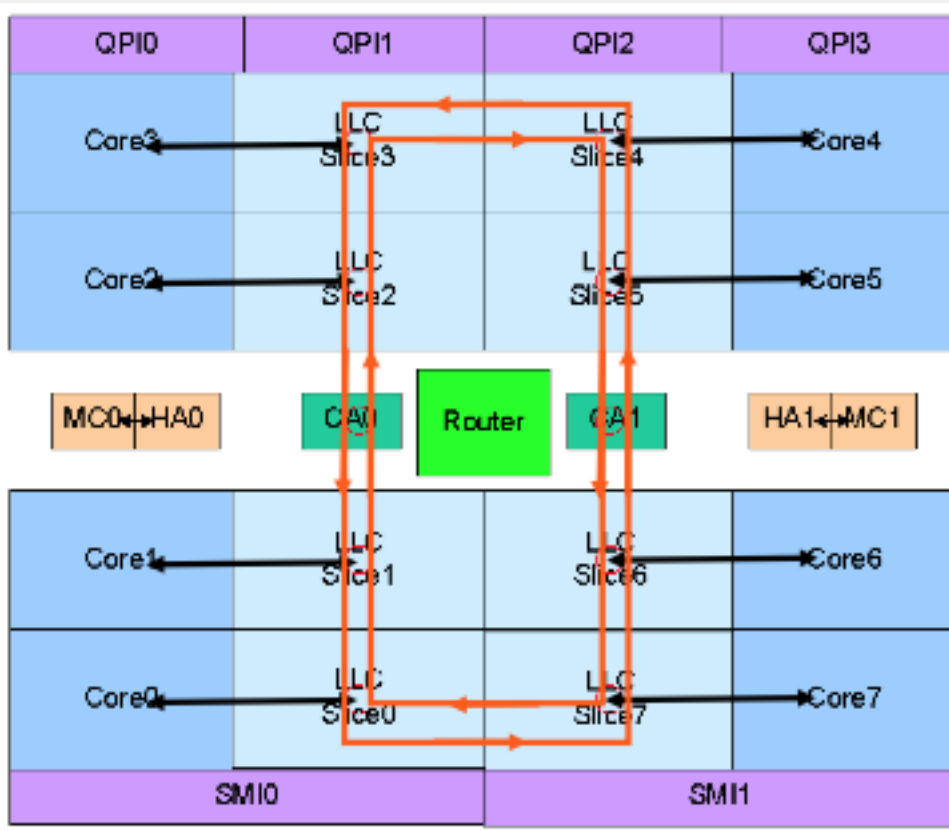 QPI0 QPI1 QPI2 QPI3
Core3 LLC Slice3 LLC Slice4 Core4
Core2 LLC Slice2 LLC Slice5 Core5
MC0 HA0 CA0 Router CA1 HA1 MC1
Core1 LLC Slice1 LLC Slice6 Core6
Core0 LLC Slice0 LLC Slice7 Core7
SMI0 SMI1